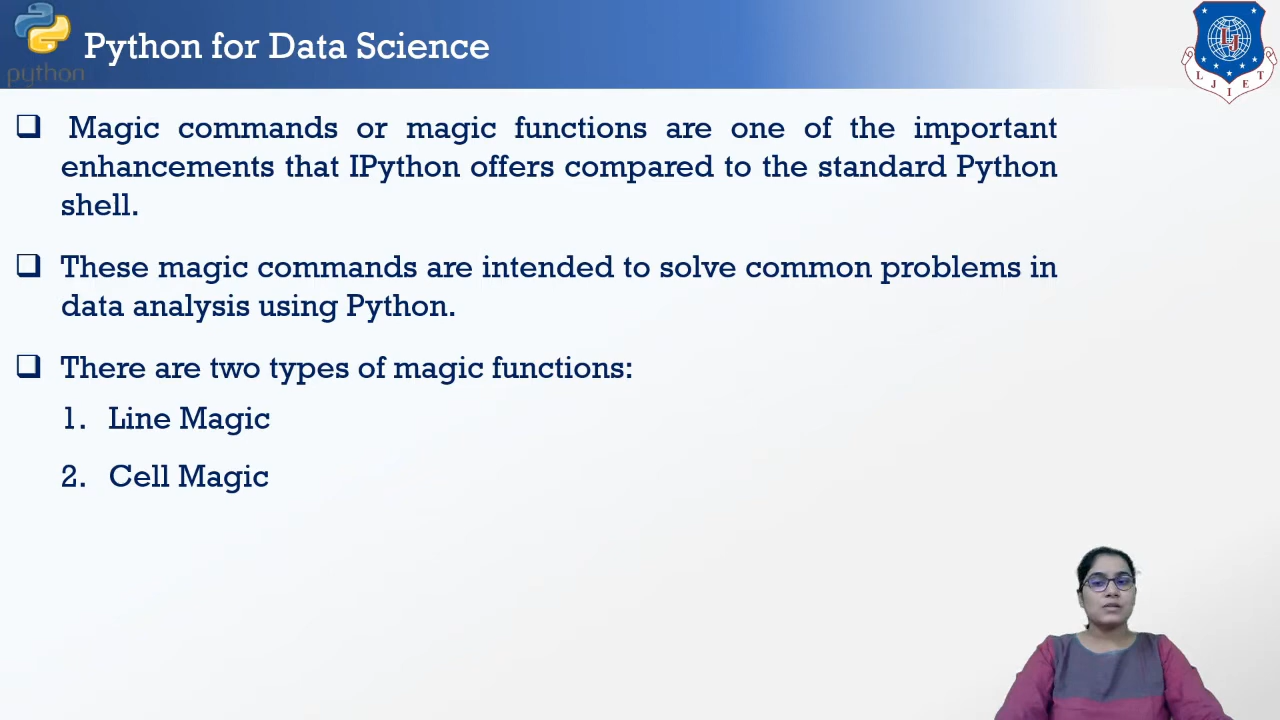 Python for Data Science
python
L J I E T
Magic commands or magic functions are one of the important
enhancements that IPython offers compared to the standard Python
shell.
These magic commands are intended to solve common problems in
data analysis using Python.
There are two types of magic functions:
1. Line Magic
2. Cell Magic